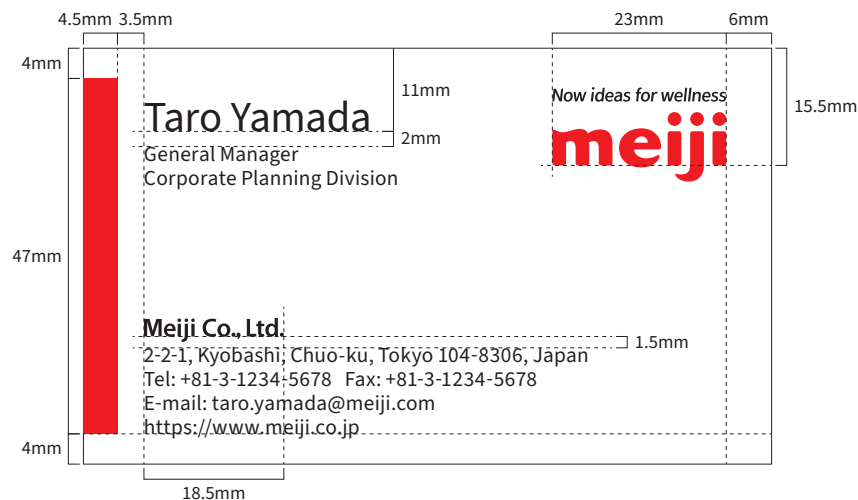 4.5mm 3.5mm 23mm 6mm
4mm
11mm
Now ideas for wellness
15.5mm
Taro Yamada
2mm
meiji
General Manager
Corporate Planning Division
47mm
Meiji Co., Ltd.
1.5mm
2-2-1, Kyobashi, Chuo-ku, Tokyo 104-8306, Japan
Tel: +81-3-1234-5678 Fax: +81-3-1234-5678
E-mail: taro.yamada@meiji.com
https://www.meiji.co.jp
4mm
18.5mm